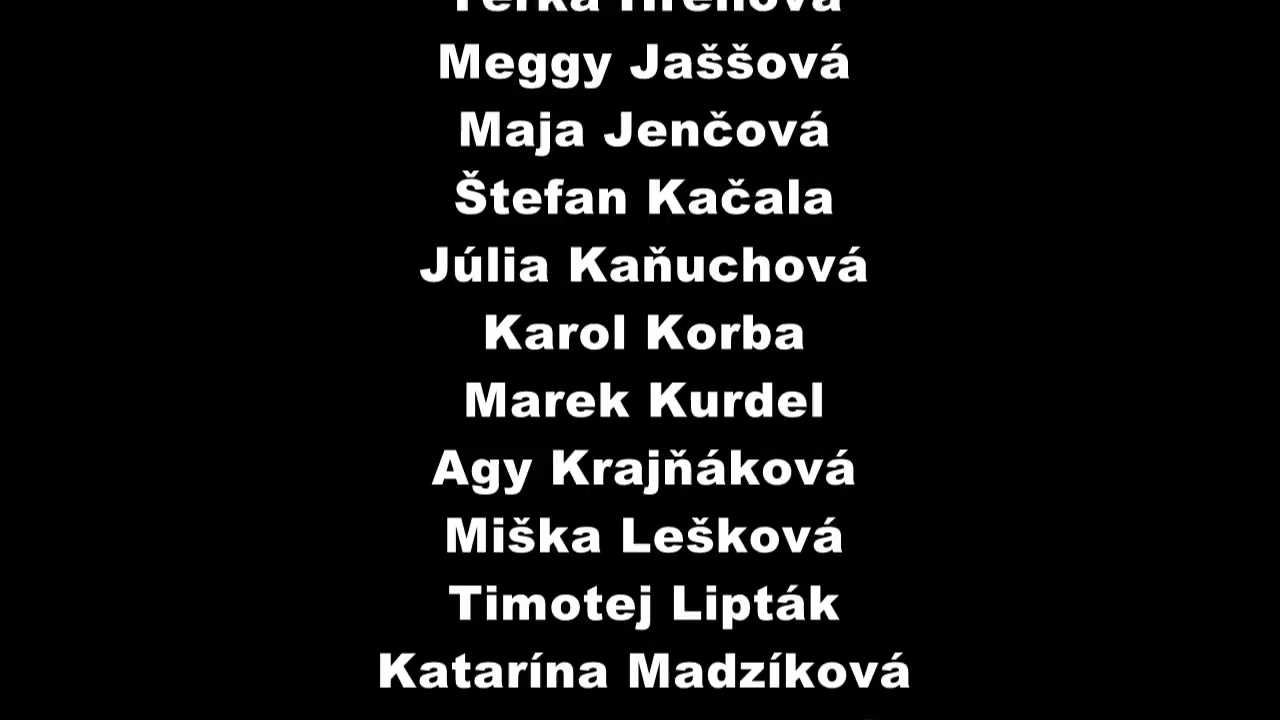 Meggy Jaššová
Maja Jenčová
Štefan Kačala
Júlia Kaňuchová
Karol Korba
Marek Kurdel
Agy Krajňáková
Miška Lešková
Timotej Lipták
Katarína Madzíková